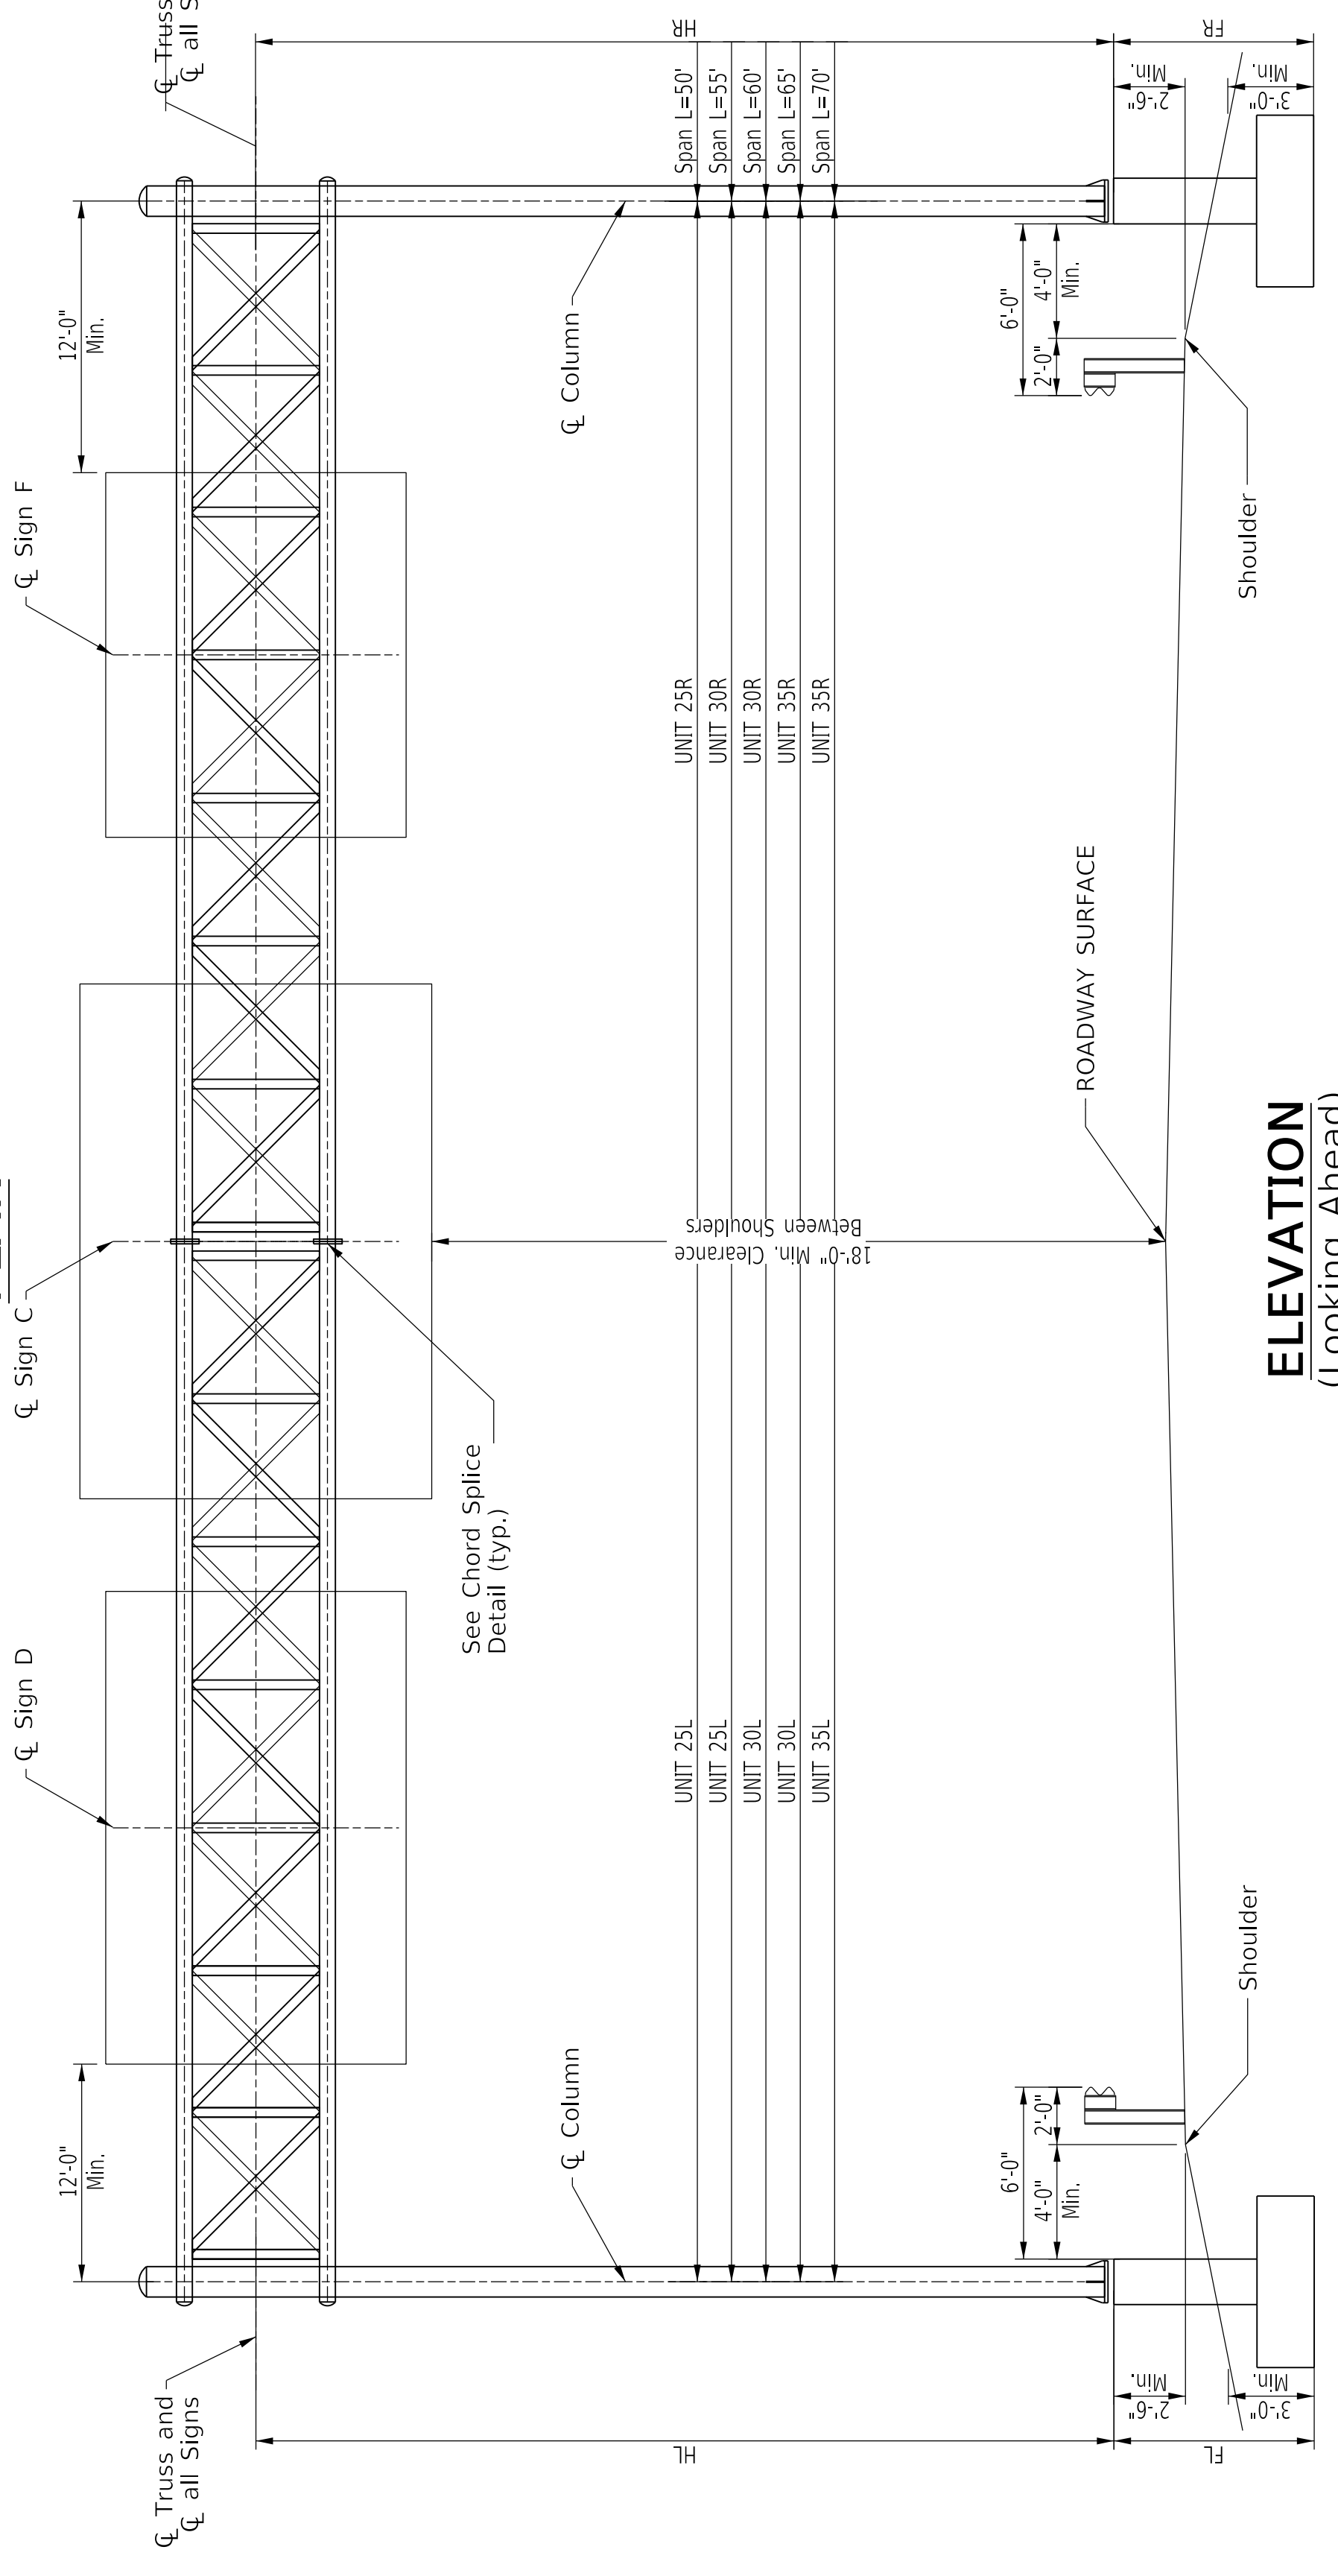 ℄ Sign D
℄ Sign C
℄ Sign F
12'-0"
Min.
12'-0"
Min.
℄ Truss and
℄ all Signs
℄ Truss
℄ all S
℄ Column
℄ Column
See Chord Splice
Detail (typ.)
HL
HR
UNIT 25L
UNIT 25R
Span L=50'
UNIT 25L
UNIT 30R
Span L=55'
UNIT 30L
UNIT 30R
Span L=60'
UNIT 30L
UNIT 35R
Span L=65'
UNIT 35L
UNIT 35R
Span L=70'
18'-0" Min. Clearance
Between Shoulders
6'-0"
4'-0"
Min.
2'-0"
6'-0"
2'-0"
4'-0"
Min.
ROADWAY SURFACE
2'-6"
Min.
3'-0"
Min.
FL
2'-6"
Min.
3'-0"
Min.
FR
Shoulder
Shoulder
ELEVATION
(Looking Ahead)